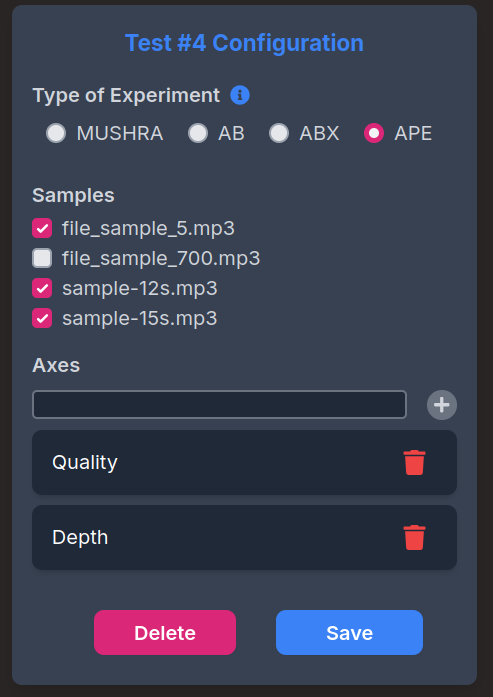 Test #4 Configuration
Type of Experiment
MUSHRA AB ABX APE
Samples
file_sample_5.mp3
file_sample_700.mp3
sample-12s.mp3
sample-15s.mp3
Axes
Quality
Depth
Delete Save